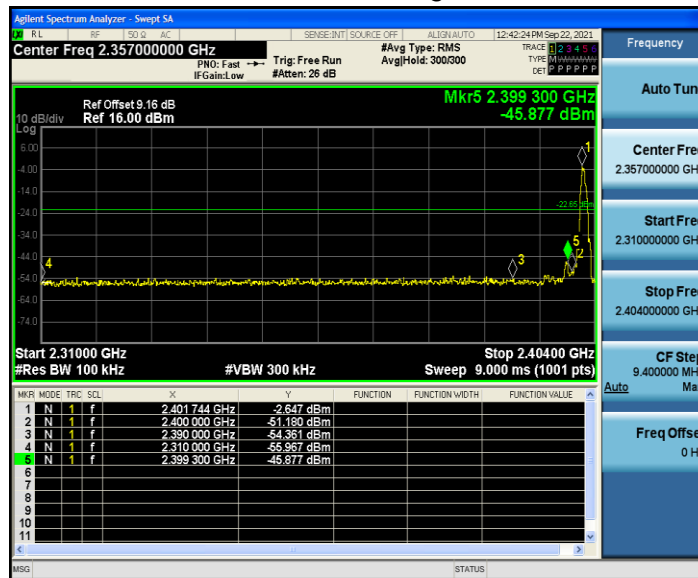 Agilent Spectrum Analyzer - Swept SA
RL RF 50 Ω AC SENSE:INT SOURCE OFF ALIGN AUTO 12:42:24 PM Sep 22, 2021
Center Freq 2.357000000 GHz
PNO: Fast
IFGain:Low
Trig: Free Run
#Atten: 26 dB
#Avg Type: RMS
Avg|Hold: 300/300
TRACE 1 2 3 4 5 6
TYPE M
DET P P P P P P
Frequency
Auto Tun
Center Fre
2.357000000 GH
Start Fre
2.310000000 GH
Stop Fre
2.404000000 GH
CF Ste
9.400000 MH
Auto Ma
Freq Offse
0 H
Mkr5 2.399 300 GHz
-45.877 dBm
Ref Offset 9.16 dB
10 dB/div Ref 16.00 dBm
Log
6.00
-4.00
-14.0
-24.0
-34.0
-44.0
-54.0
-64.0
-74.0
-22.65 dBm
1
5
2
3
4
Start 2.31000 GHz Stop 2.40400 GHz
#Res BW 100 kHz #VBW 300 kHz Sweep 9.000 ms (1001 pts)
MKR MODE TRC SCL X Y FUNCTION FUNCTION WIDTH FUNCTION VALUE
1 N 1 f 2.401 744 GHz -2.647 dBm
2 N 1 f 2.400 000 GHz -51.180 dBm
3 N 1 f 2.390 000 GHz -54.361 dBm
4 N 1 f 2.310 000 GHz -55.967 dBm
5 N 1 f 2.399 300 GHz -45.877 dBm
6
7
8
9
10
11
MSG STATUS